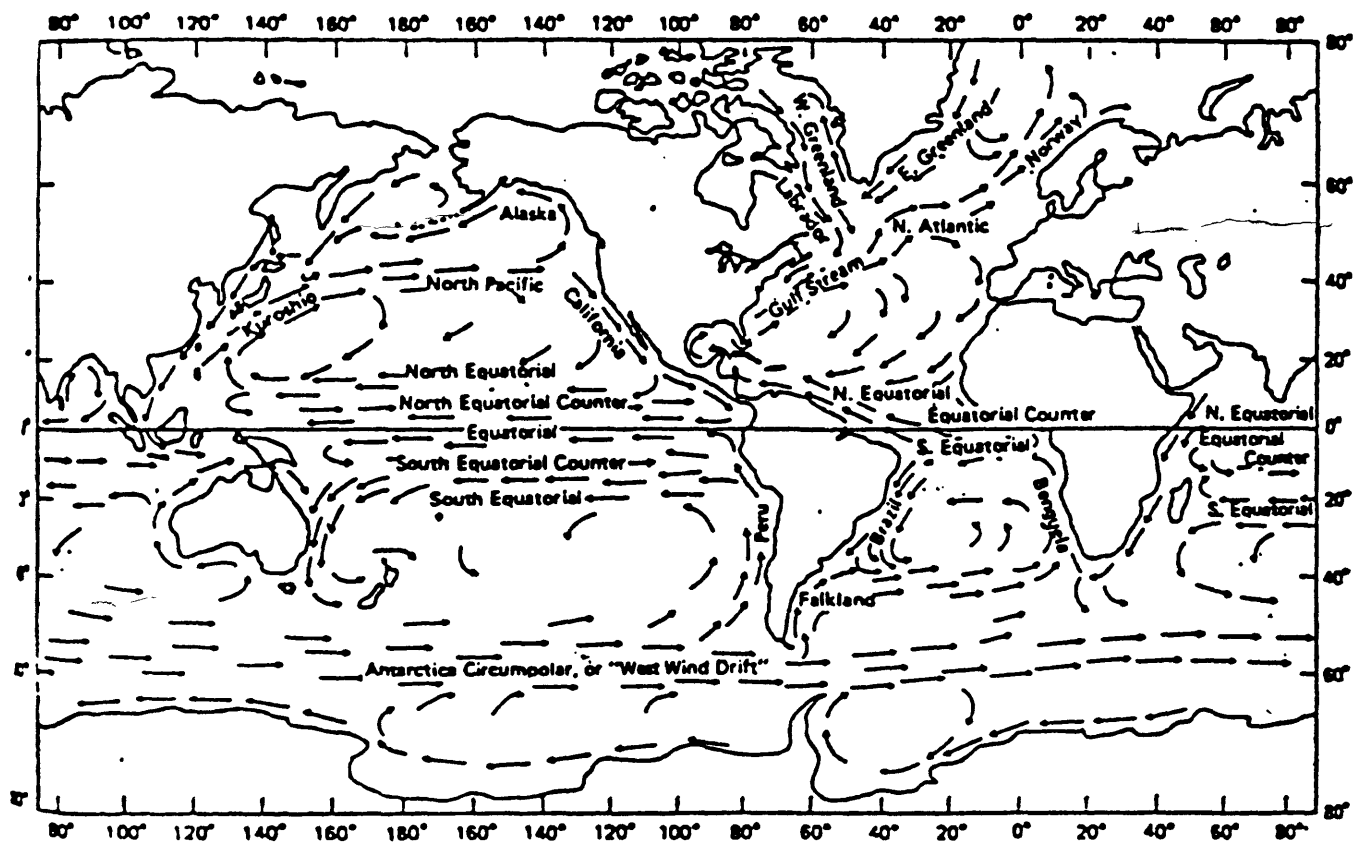 80° 100° 120° 140° 160° 180° 160° 140° 120° 100° 80° 60° 40° 20° 0° 20° 40° 60° 80°
80°
W. Greenland
E. Greenland
Norway
Labrador
60°
Alaska
N. Atlantic
North Pacific
Gulf Stream
40°
Kuroshio
California
20°
North Equatorial
N. Equatorial
North Equatorial Counter
Equatorial Counter
N. Equatorial
0°
Equatorial
S. Equatorial
Equatorial
Counter
South Equatorial Counter
South Equatorial
20°
S. Equatorial
Peru
Brazil
Benguela
40°
Falkland
Antarctica Circumpolar, or "West Wind Drift"
60°
80°
80° 100° 120° 140° 160° 180° 160° 140° 120° 100° 80° 60° 40° 20° 0° 20° 40° 60° 80°